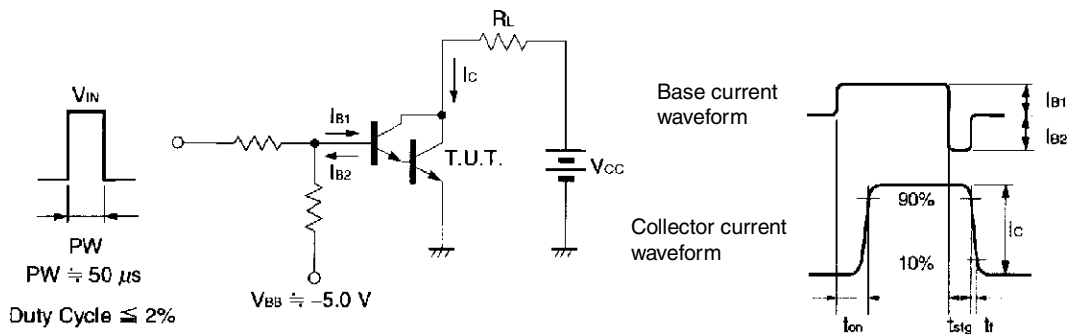 VIN
PW
PW ≒ 50 μs
Duty Cycle ≦ 2%
IB1
IB2
VBB ≒ −5.0 V
T.U.T.
IC
RL
VCC
Base current
waveform
IB1
IB2
Collector current
waveform
90%
10%
IC
ton
tstg
tf